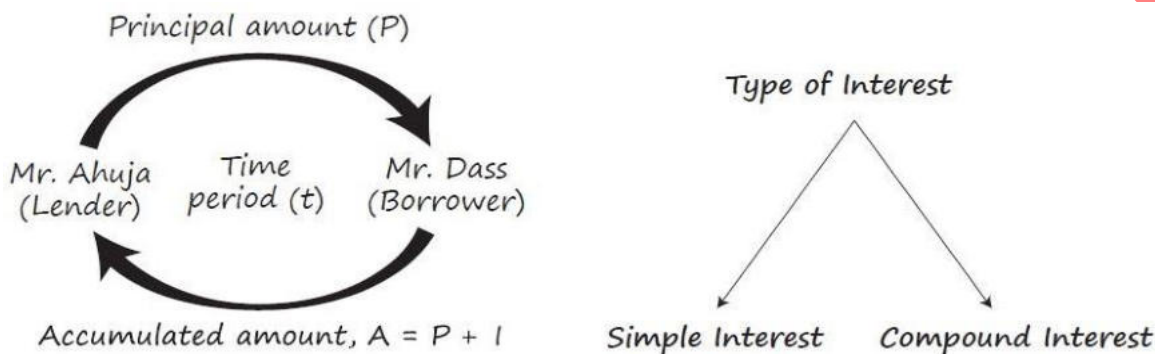 Principal amount (P)
Mr. Ahuja
(Lender)
Time
period (t)
Mr. Dass
(Borrower)
Accumulated amount, A = P + I
Type of Interest
Simple Interest
Compound Interest